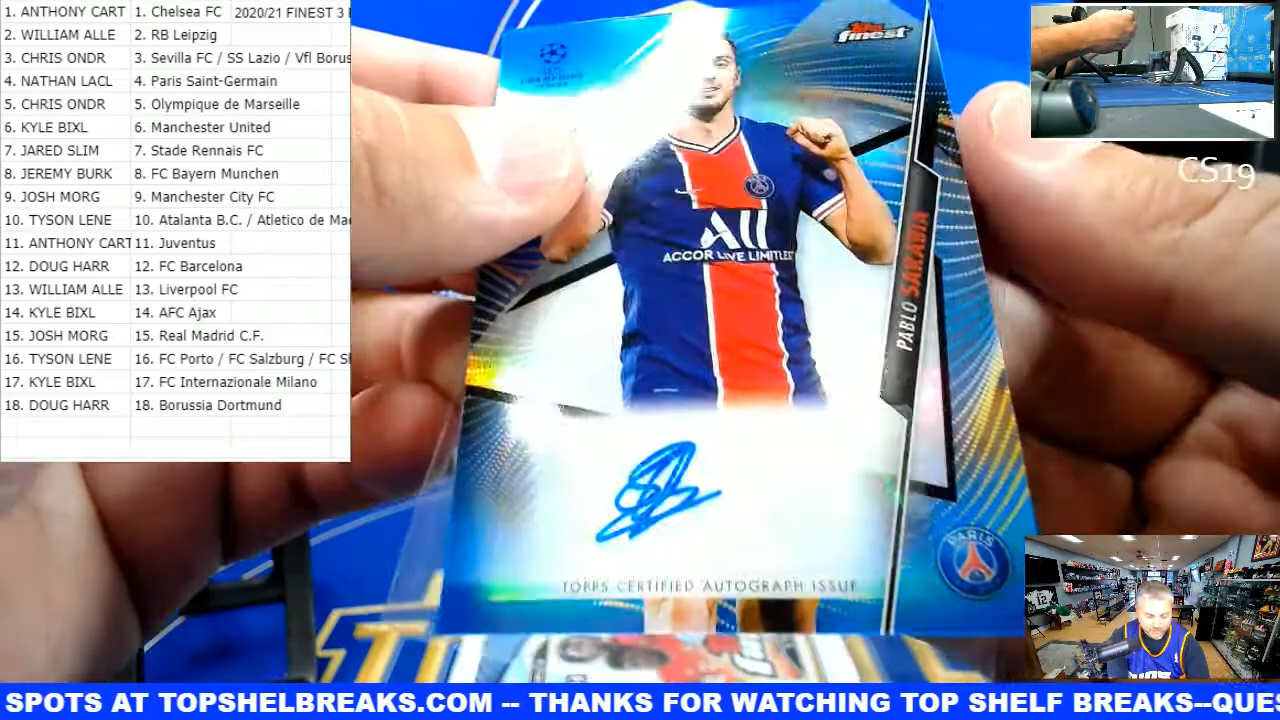 1. ANTHONY CART 1. Chelsea FC 2020/21 FINEST 3
2. WILLIAM ALLE 2. RB Leipzig
3. CHRIS ONDR 3. Sevilla FC / SS Lazio / Vfl Borus
4. NATHAN LACL 4. Paris Saint-Germain
5. CHRIS ONDR 5. Olympique de Marseille
6. KYLE BIXL 6. Manchester United
7. JARED SLIM 7. Stade Rennais FC
8. JEREMY BURK 8. FC Bayern Munchen
9. JOSH MORG 9. Manchester City FC
10. TYSON LENE 10. Atalanta B.C. / Atletico de Ma
11. ANTHONY CART 11. Juventus
12. DOUG HARR 12. FC Barcelona
13. WILLIAM ALLE 13. Liverpool FC
14. KYLE BIXL 14. AFC Ajax
15. JOSH MORG 15. Real Madrid C.F.
16. TYSON LENE 16. FC Porto / FC Salzburg / FC S
17. KYLE BIXL 17. FC Internazionale Milano
18. DOUG HARR 18. Borussia Dortmund
Topps finest
CHAMPIONS
ALL
ACCOR LIVE LIMITLESS
PABLO SARABIA
PARIS
TOPPS CERTIFIED AUTOGRAPH ISSUE
CS19
SPOTS AT TOPSHELBREAKS.COM -- THANKS FOR WATCHING TOP SHELF BREAKS--QUES